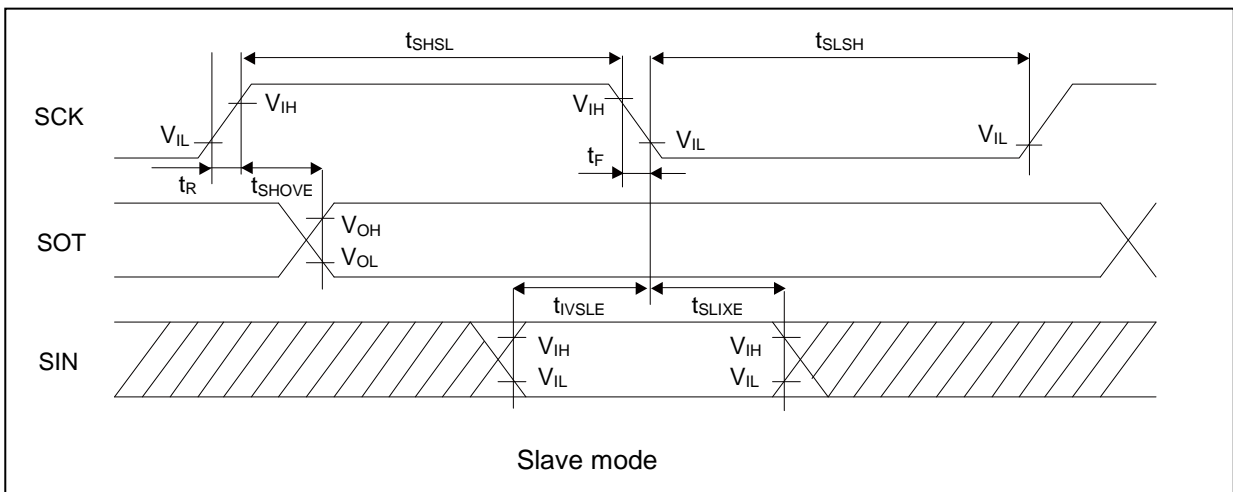 tSHSL tSLSH
SCK VIH VIH
VIL VIL VIL
tR tSHOVE tF
SOT VOH
VOL
tIVSLE tSLIXE
SIN VIH VIH
VIL VIL
Slave mode